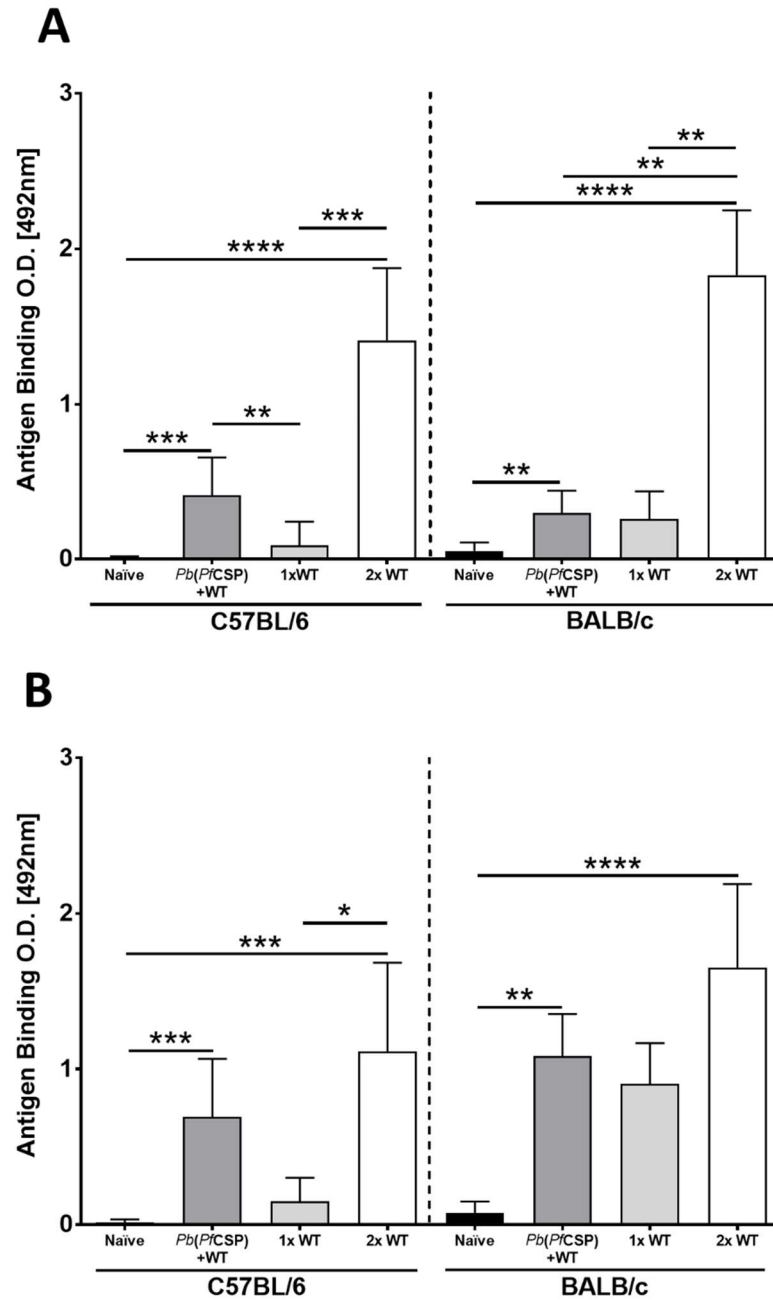 A
Antigen Binding O.D. [492nm]
3
2
1
0
*** ** **** *** ** **** ** **
Naïve Pb(PfCSP) 1xWT 2x WT Naïve Pb(PfCSP) 1xWT 2x WT
+WT +WT
C57BL/6 BALB/c
B
Antigen Binding O.D. [492nm]
3
2
1
0
*** *** * ** ****
Naïve Pb(PfCSP) 1x WT 2x WT Naïve Pb(PfCSP) 1x WT 2x WT
+WT +WT
C57BL/6 BALB/c